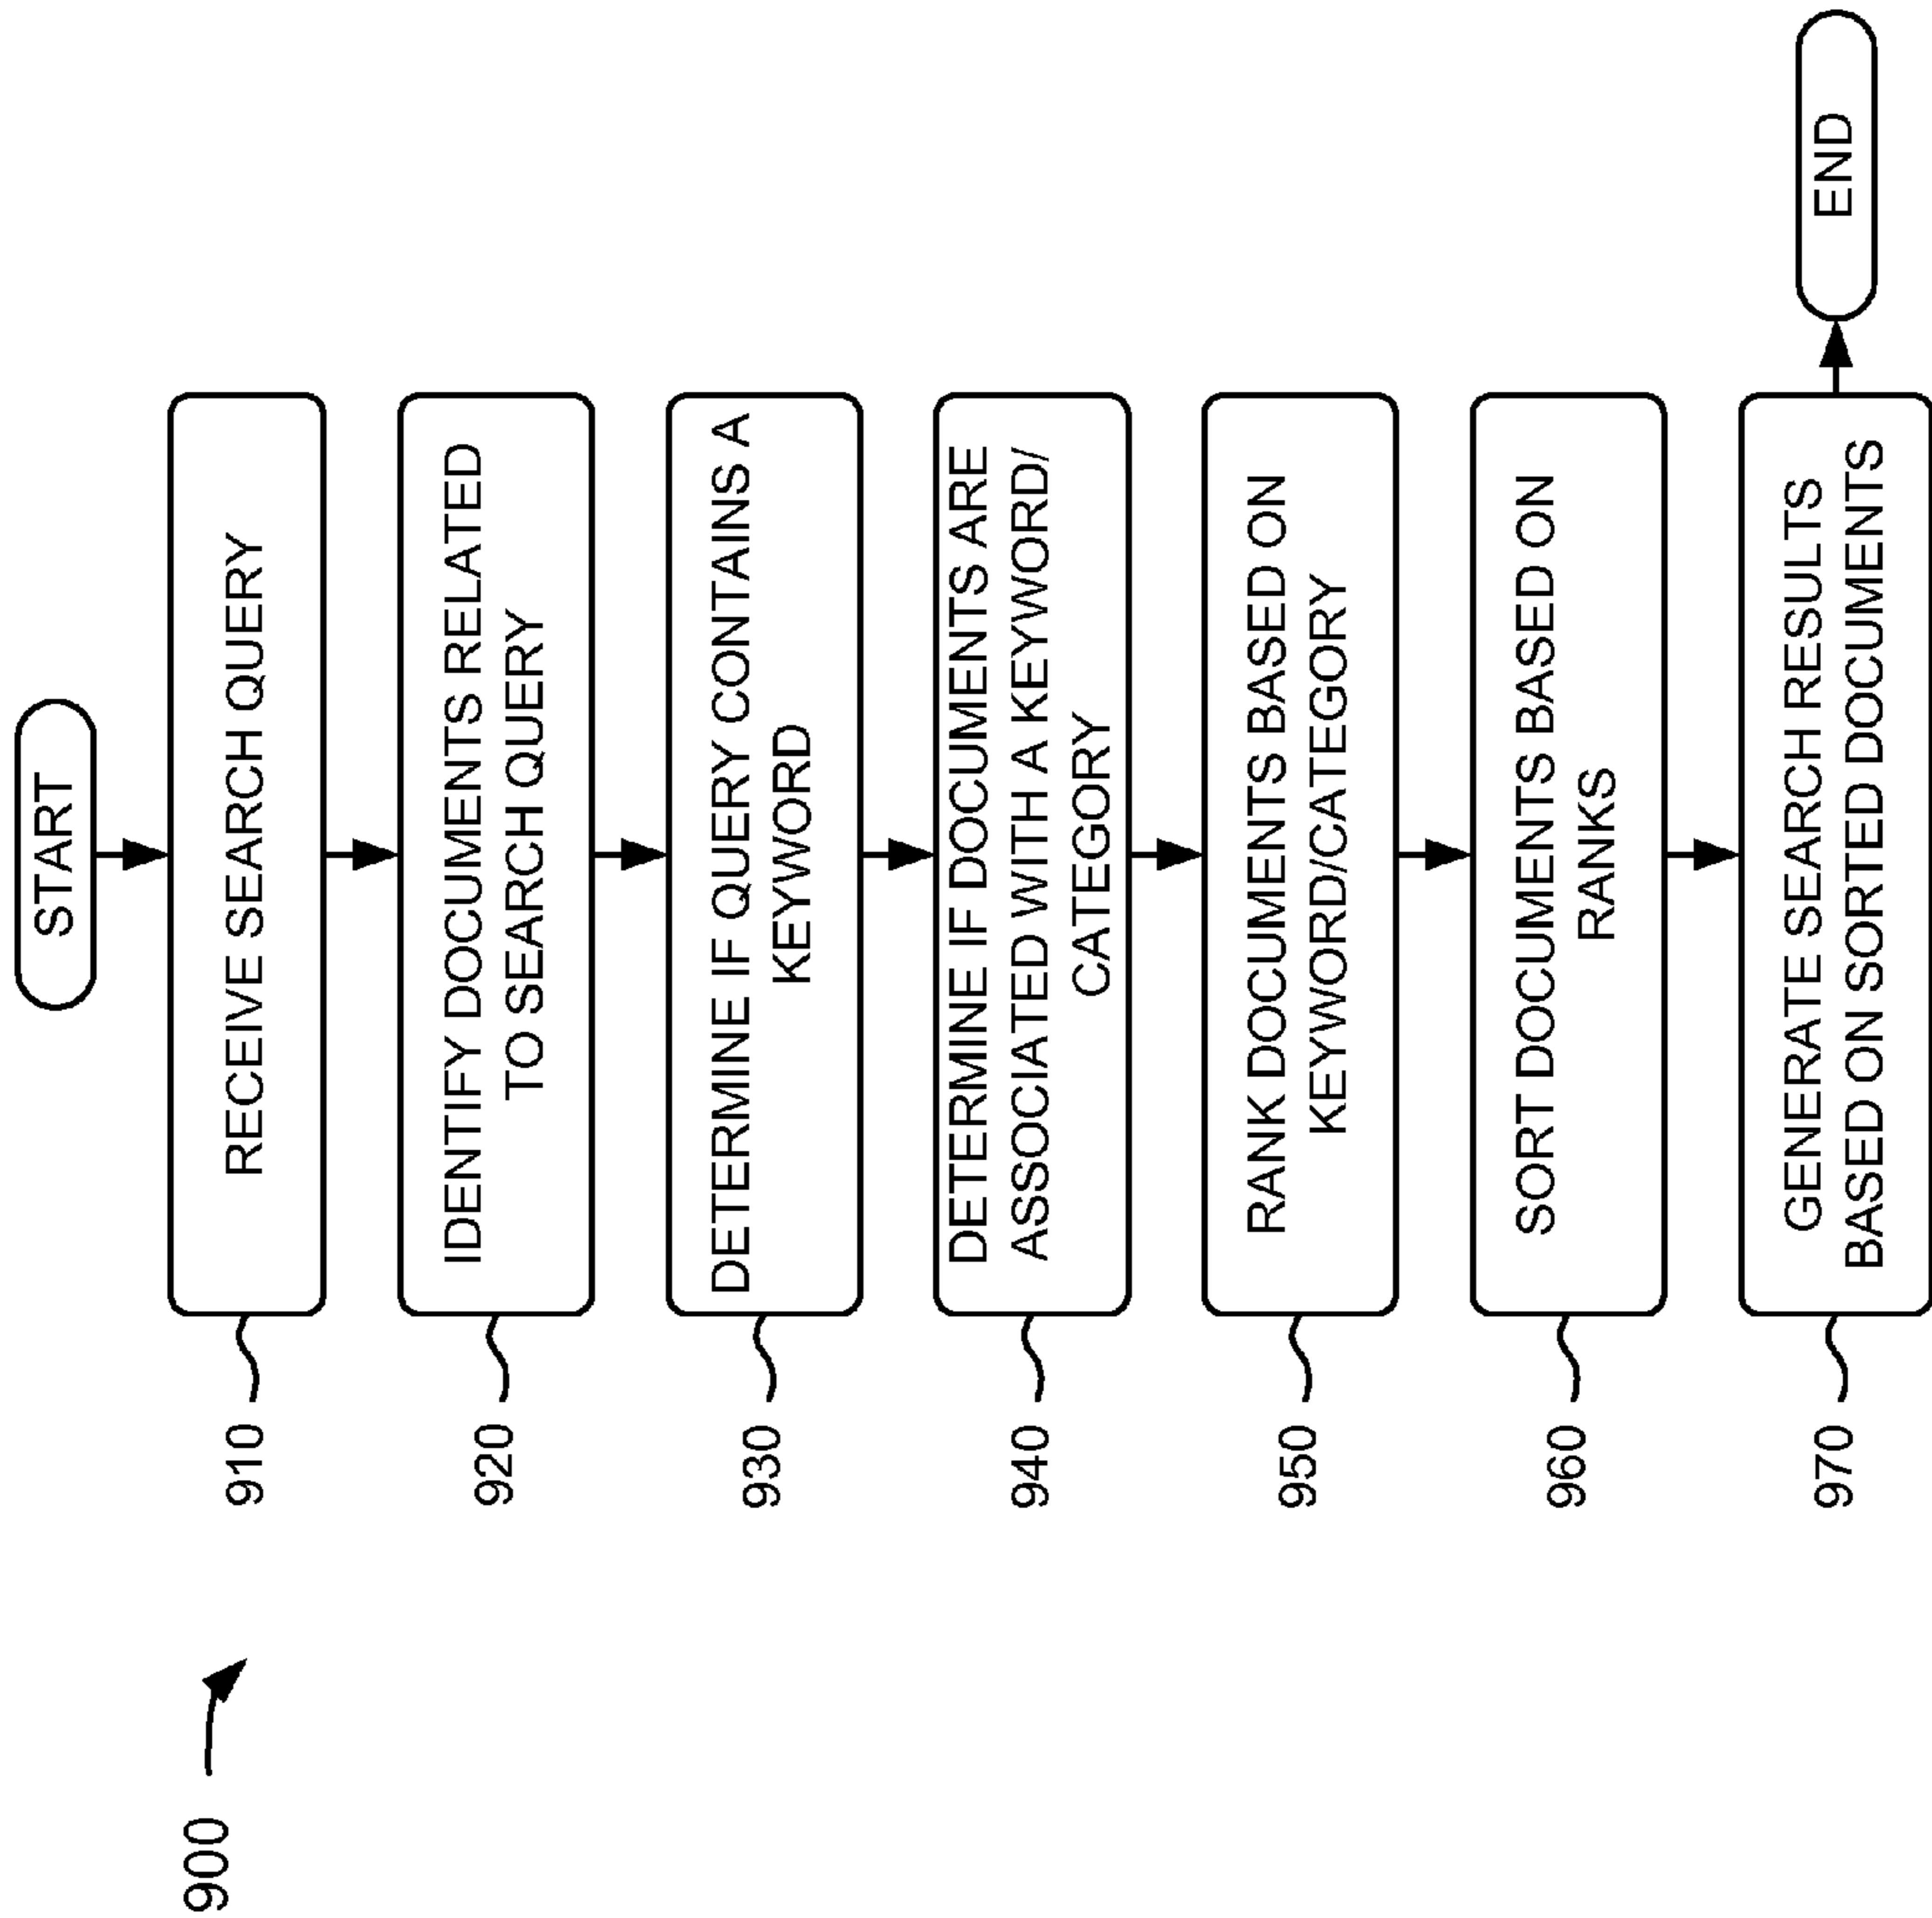 900
START
910
RECEIVE SEARCH QUERY
920
IDENTIFY DOCUMENTS RELATED
TO SEARCH QUERY
930
DETERMINE IF QUERY CONTAINS A
KEYWORD
940
DETERMINE IF DOCUMENTS ARE
ASSOCIATED WITH A KEYWORD/
CATEGORY
950
RANK DOCUMENTS BASED ON
KEYWORD/CATEGORY
960
SORT DOCUMENTS BASED ON
RANKS
970
GENERATE SEARCH RESULTS
BASED ON SORTED DOCUMENTS
END